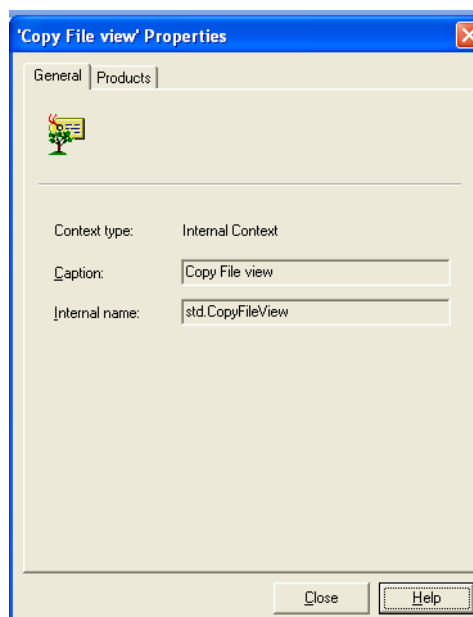 'Copy File view' Properties
General Products
Context type: Internal Context
Caption: Copy File view
Internal name: std.CopyFileView
Close Help